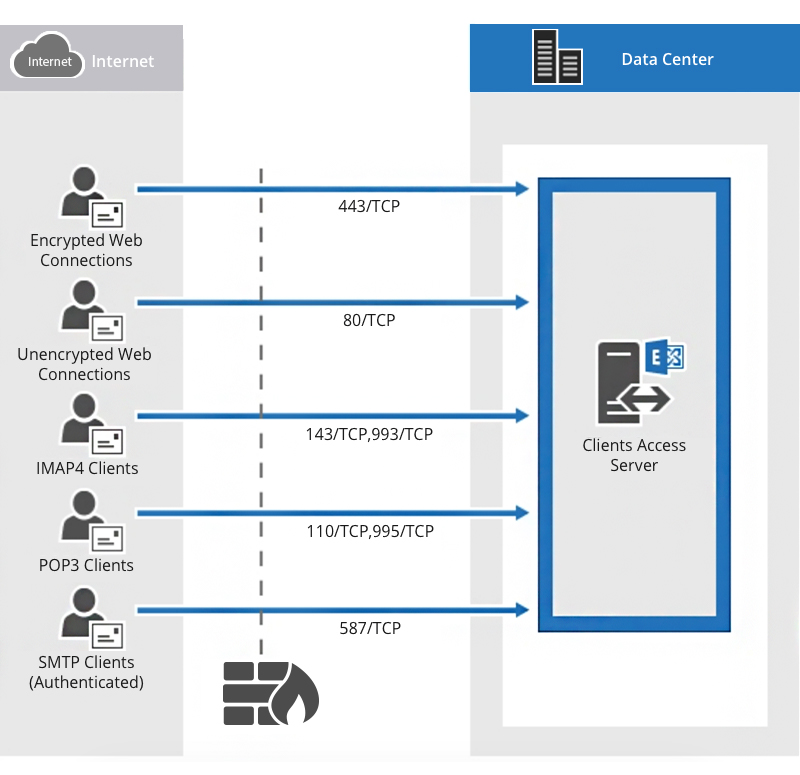 Internet
Internet
Data Center
443/TCP
Encrypted Web
Connections
80/TCP
Unencrypted Web
Connections
143/TCP,993/TCP
IMAP4 Clients
E
Clients Access
Server
110/TCP,995/TCP
POP3 Clients
587/TCP
SMTP Clients
(Authenticated)